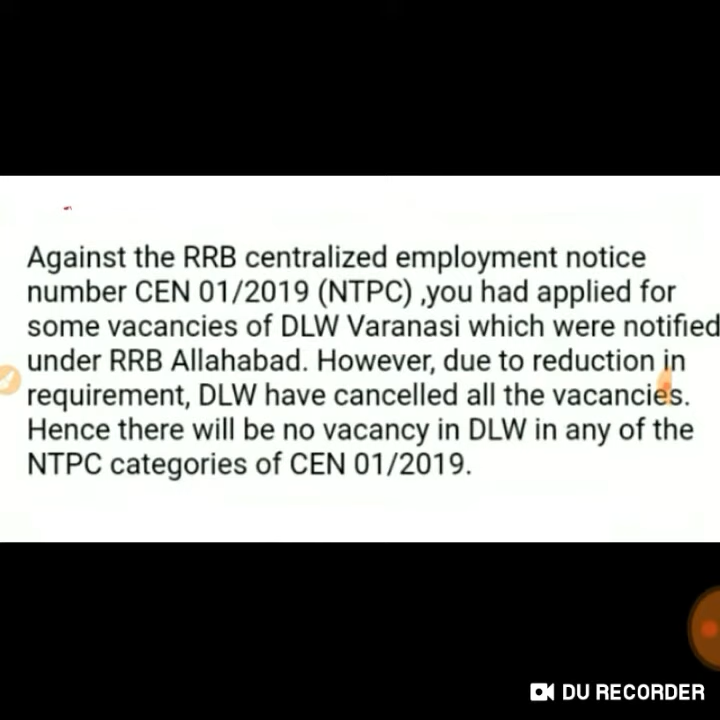 Against the RRB centralized employment notice
number CEN 01/2019 (NTPC) ,you had applied for
some vacancies of DLW Varanasi which were notified
under RRB Allahabad. However, due to reduction in
requirement, DLW have cancelled all the vacancies.
Hence there will be no vacancy in DLW in any of the
NTPC categories of CEN 01/2019.
DU RECORDER